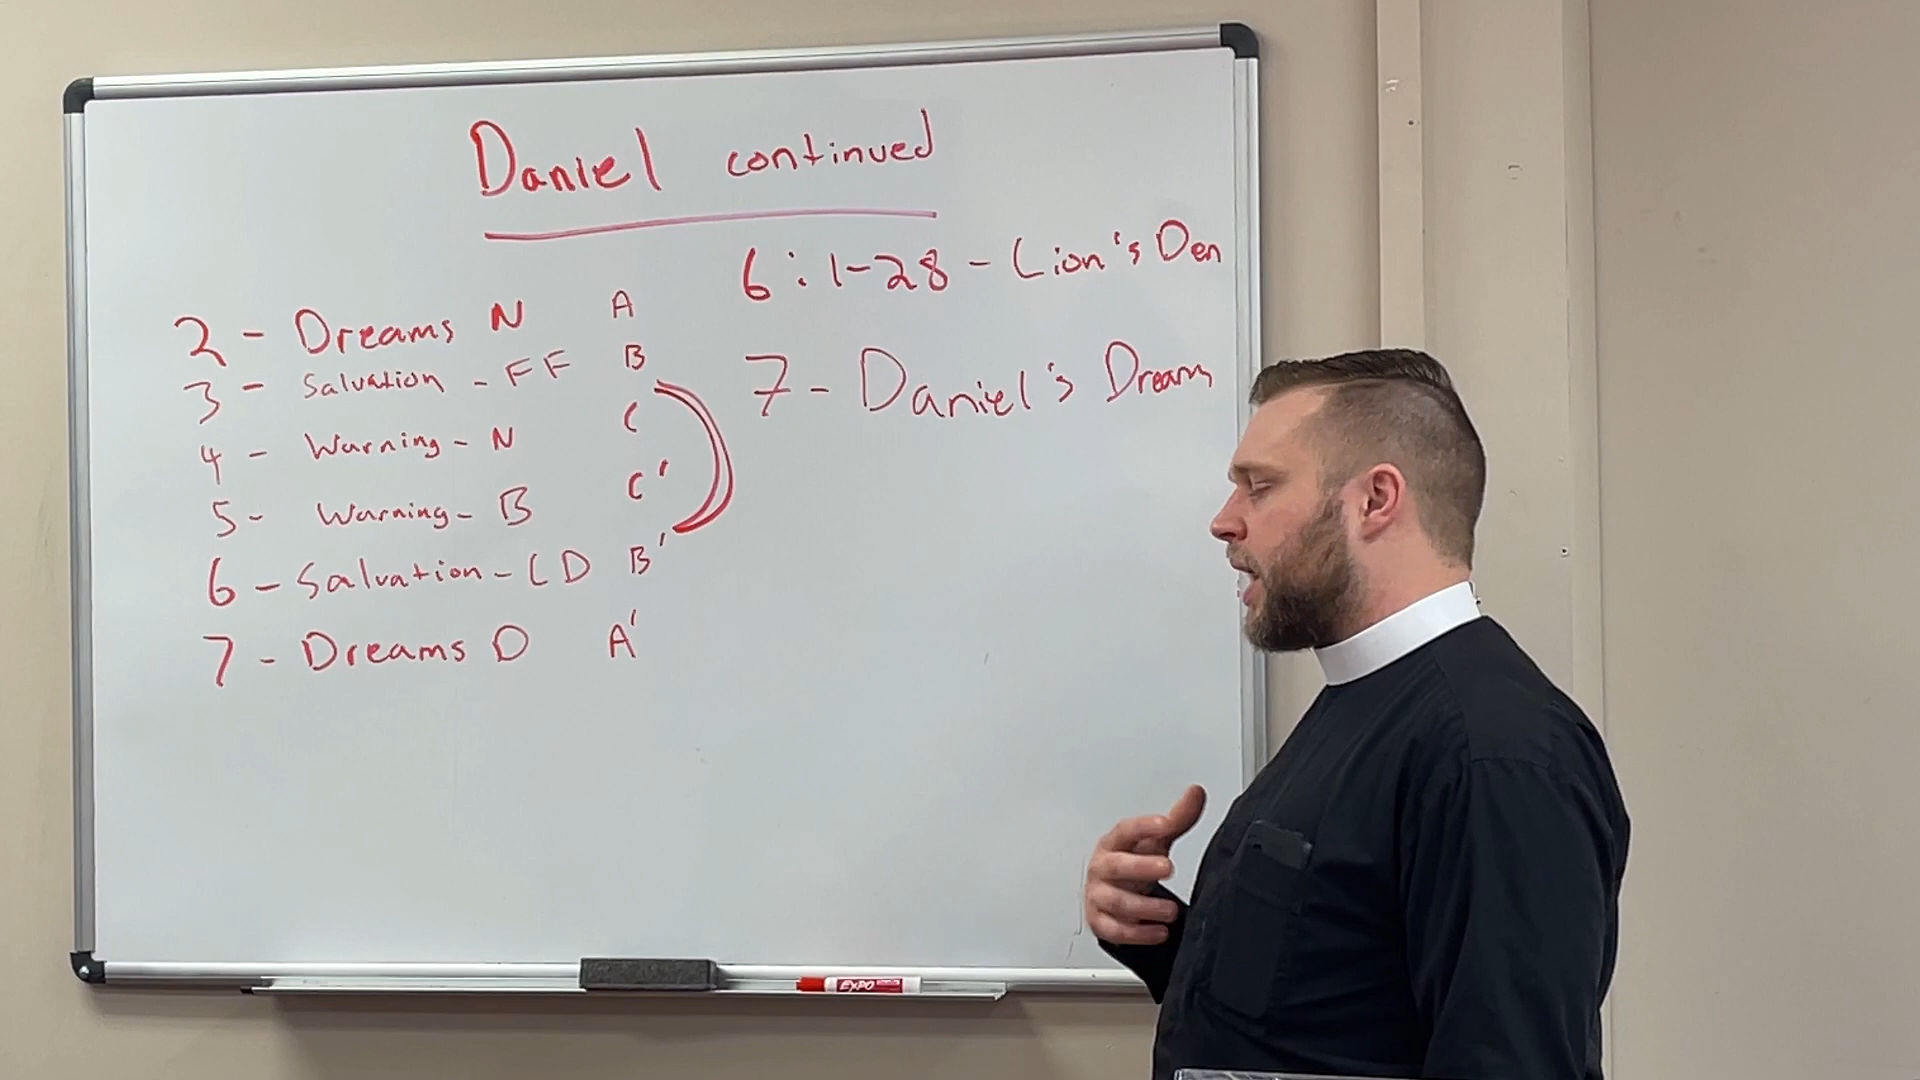 Daniel continued
2 - Dreams N A
3 - Salvation - FF B
4 - Warning - N C
5 - Warning - B C'
6 - Salvation - LD B'
7 - Dreams D A'
6:1-28 - Lion's Den
7 - Daniel's Dream
EXPO